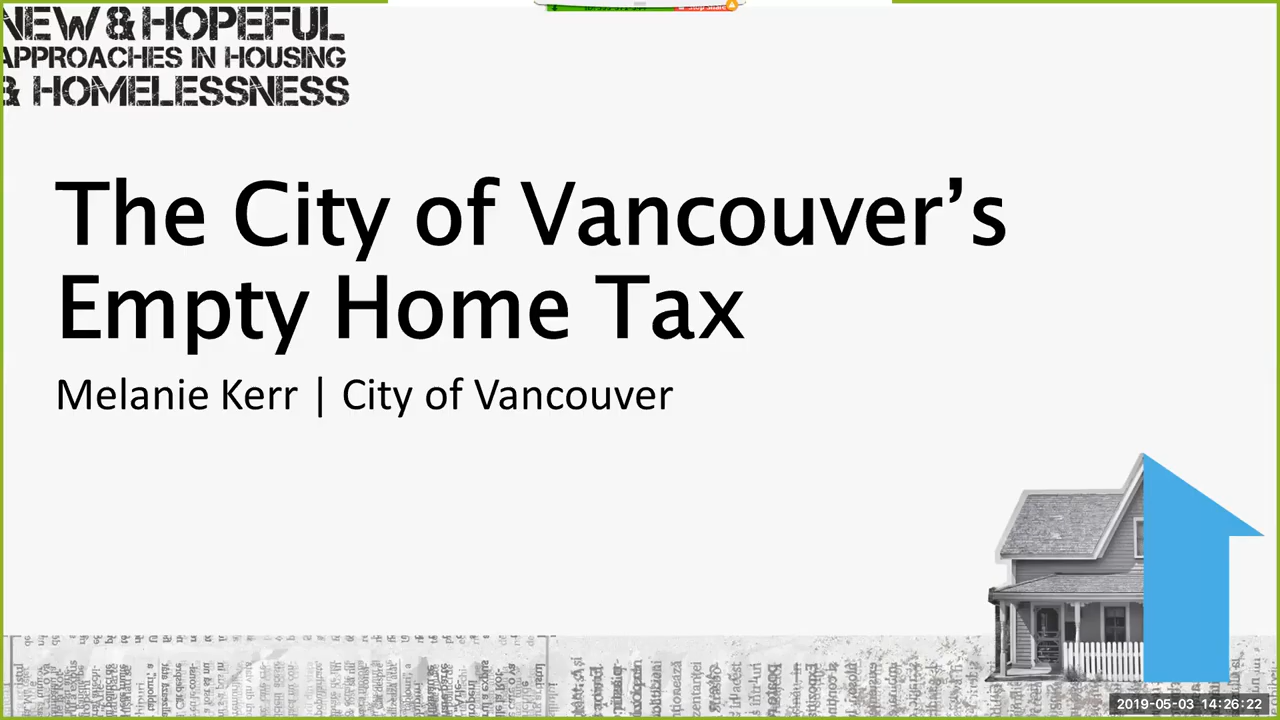 NEW & HOPEFUL
APPROACHES IN HOUSING
& HOMELESSNESS
The City of Vancouver’s
Empty Home Tax
Melanie Kerr | City of Vancouver
2019-05-03 14:26:22